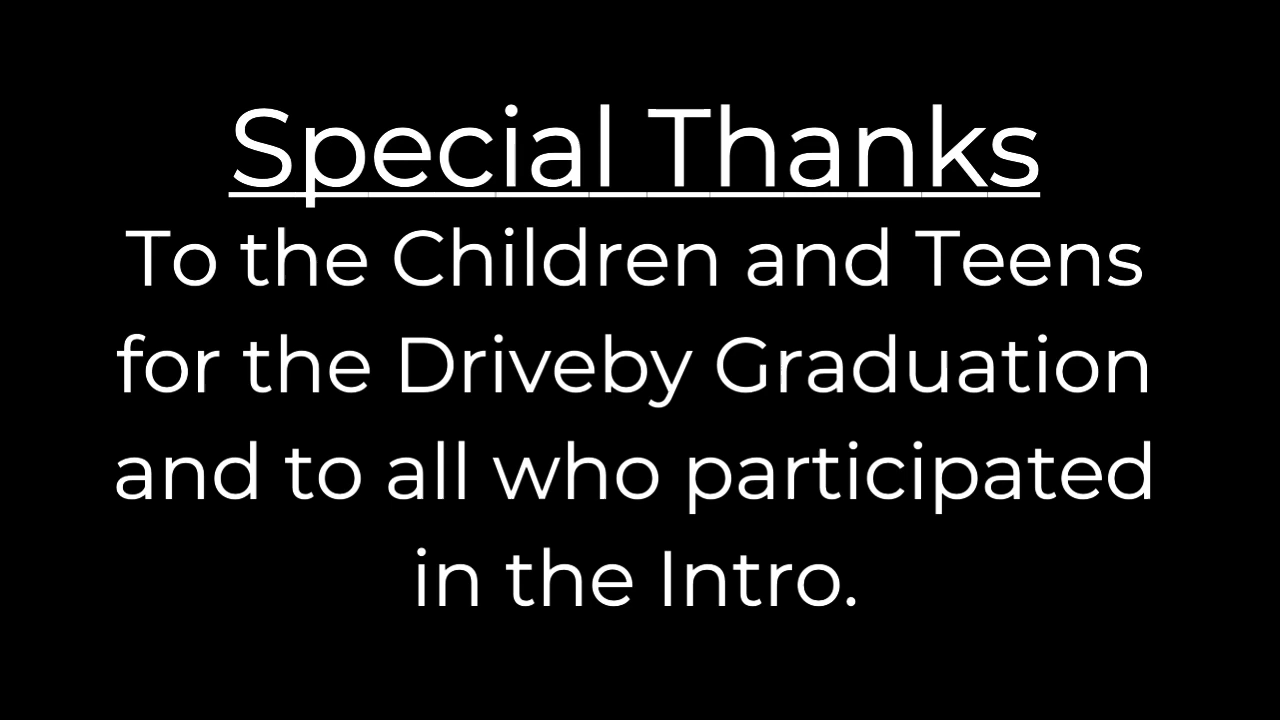 Special Thanks
To the Children and Teens
for the Driveby Graduation
and to all who participated
in the Intro.